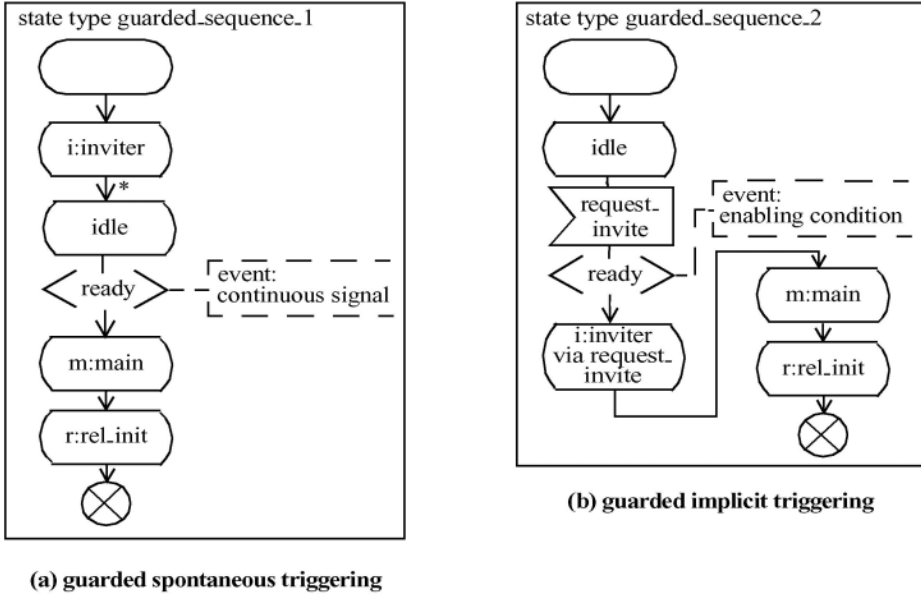 state type guarded_sequence_1
i:inviter
*
idle
ready
event:
continuous signal
m:main
r:rel_init
(a) guarded spontaneous triggering
state type guarded_sequence_2
idle
request_
invite
event:
enabling condition
ready
i:inviter
via request_
invite
m:main
r:rel_init
(b) guarded implicit triggering